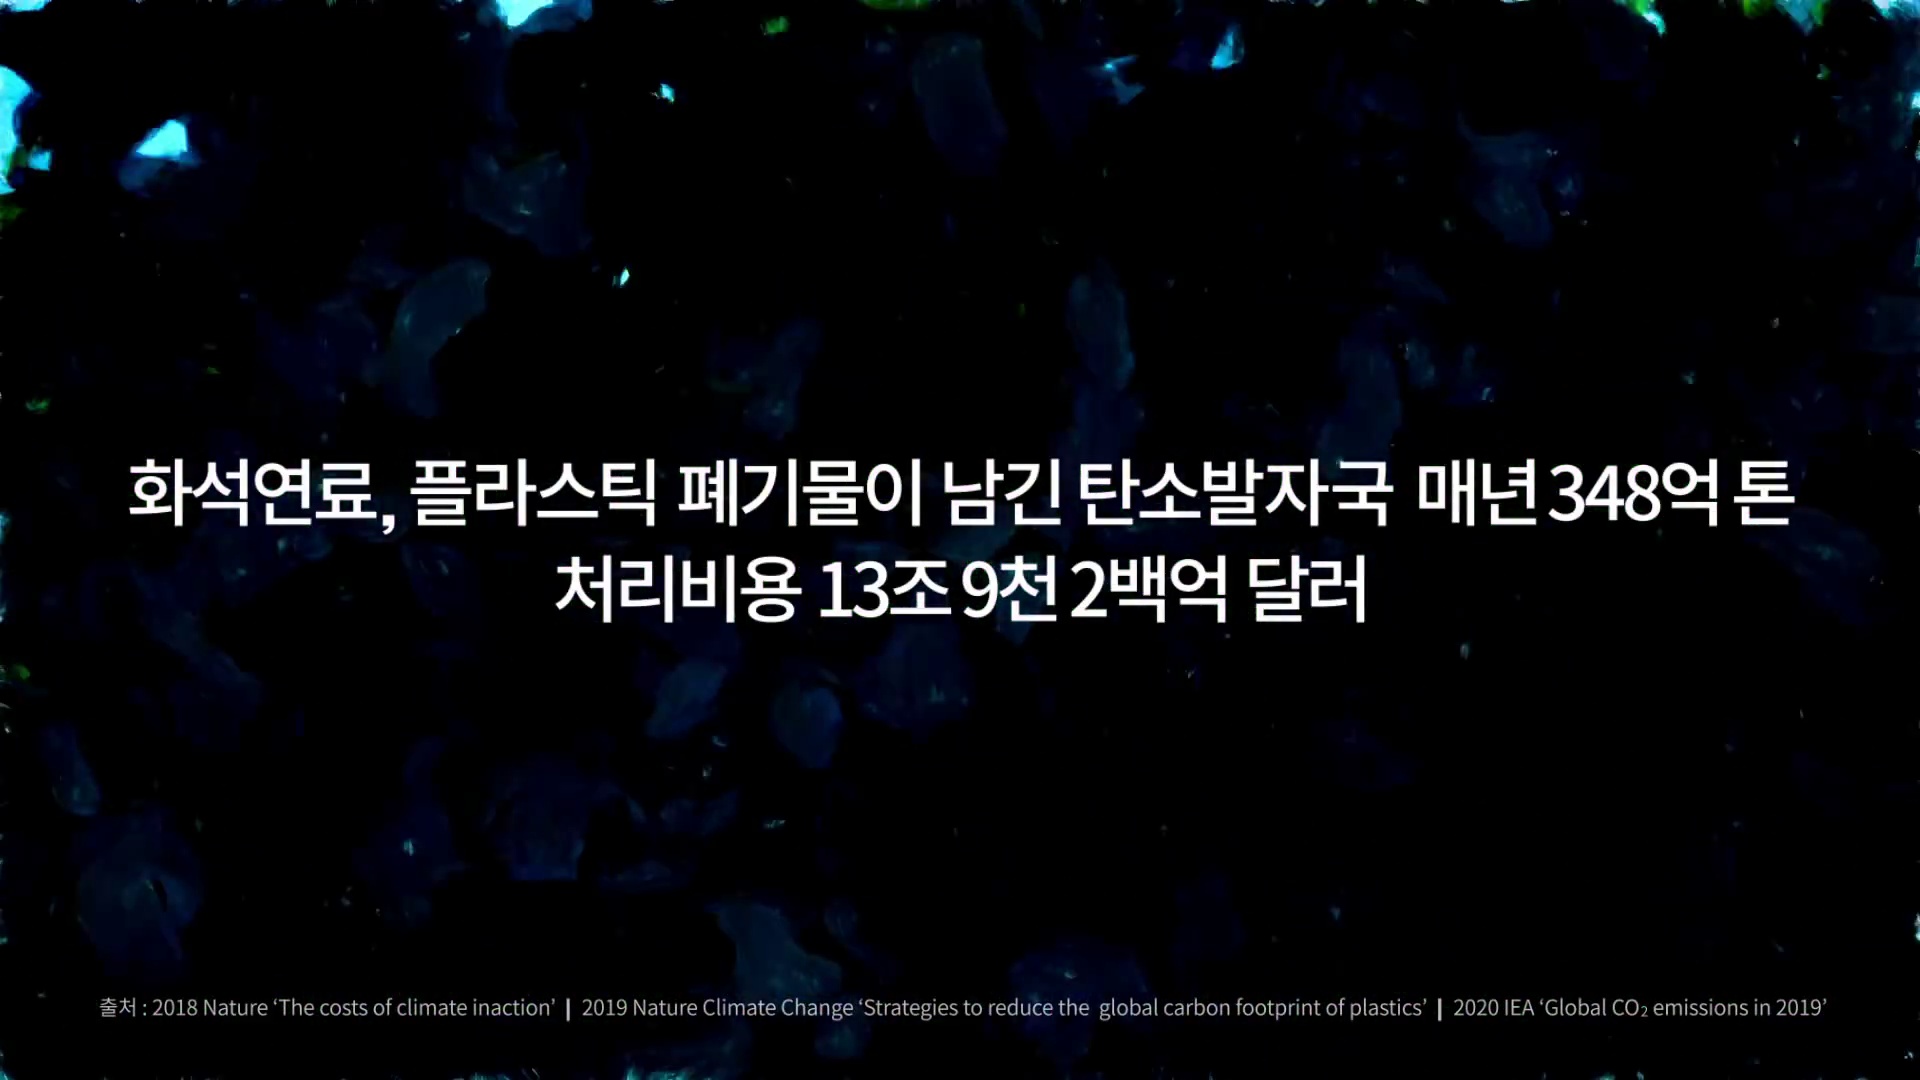 화석연료, 플라스틱 폐기물이 남긴 탄소발자국 매년 348억 톤
처리비용 13조 9천 2백억 달러
출처 : 2018 Nature ‘The costs of climate inaction’ | 2019 Nature Climate Change ‘Strategies to reduce the global carbon footprint of plastics’ | 2020 IEA ‘Global CO₂ emissions in 2019’